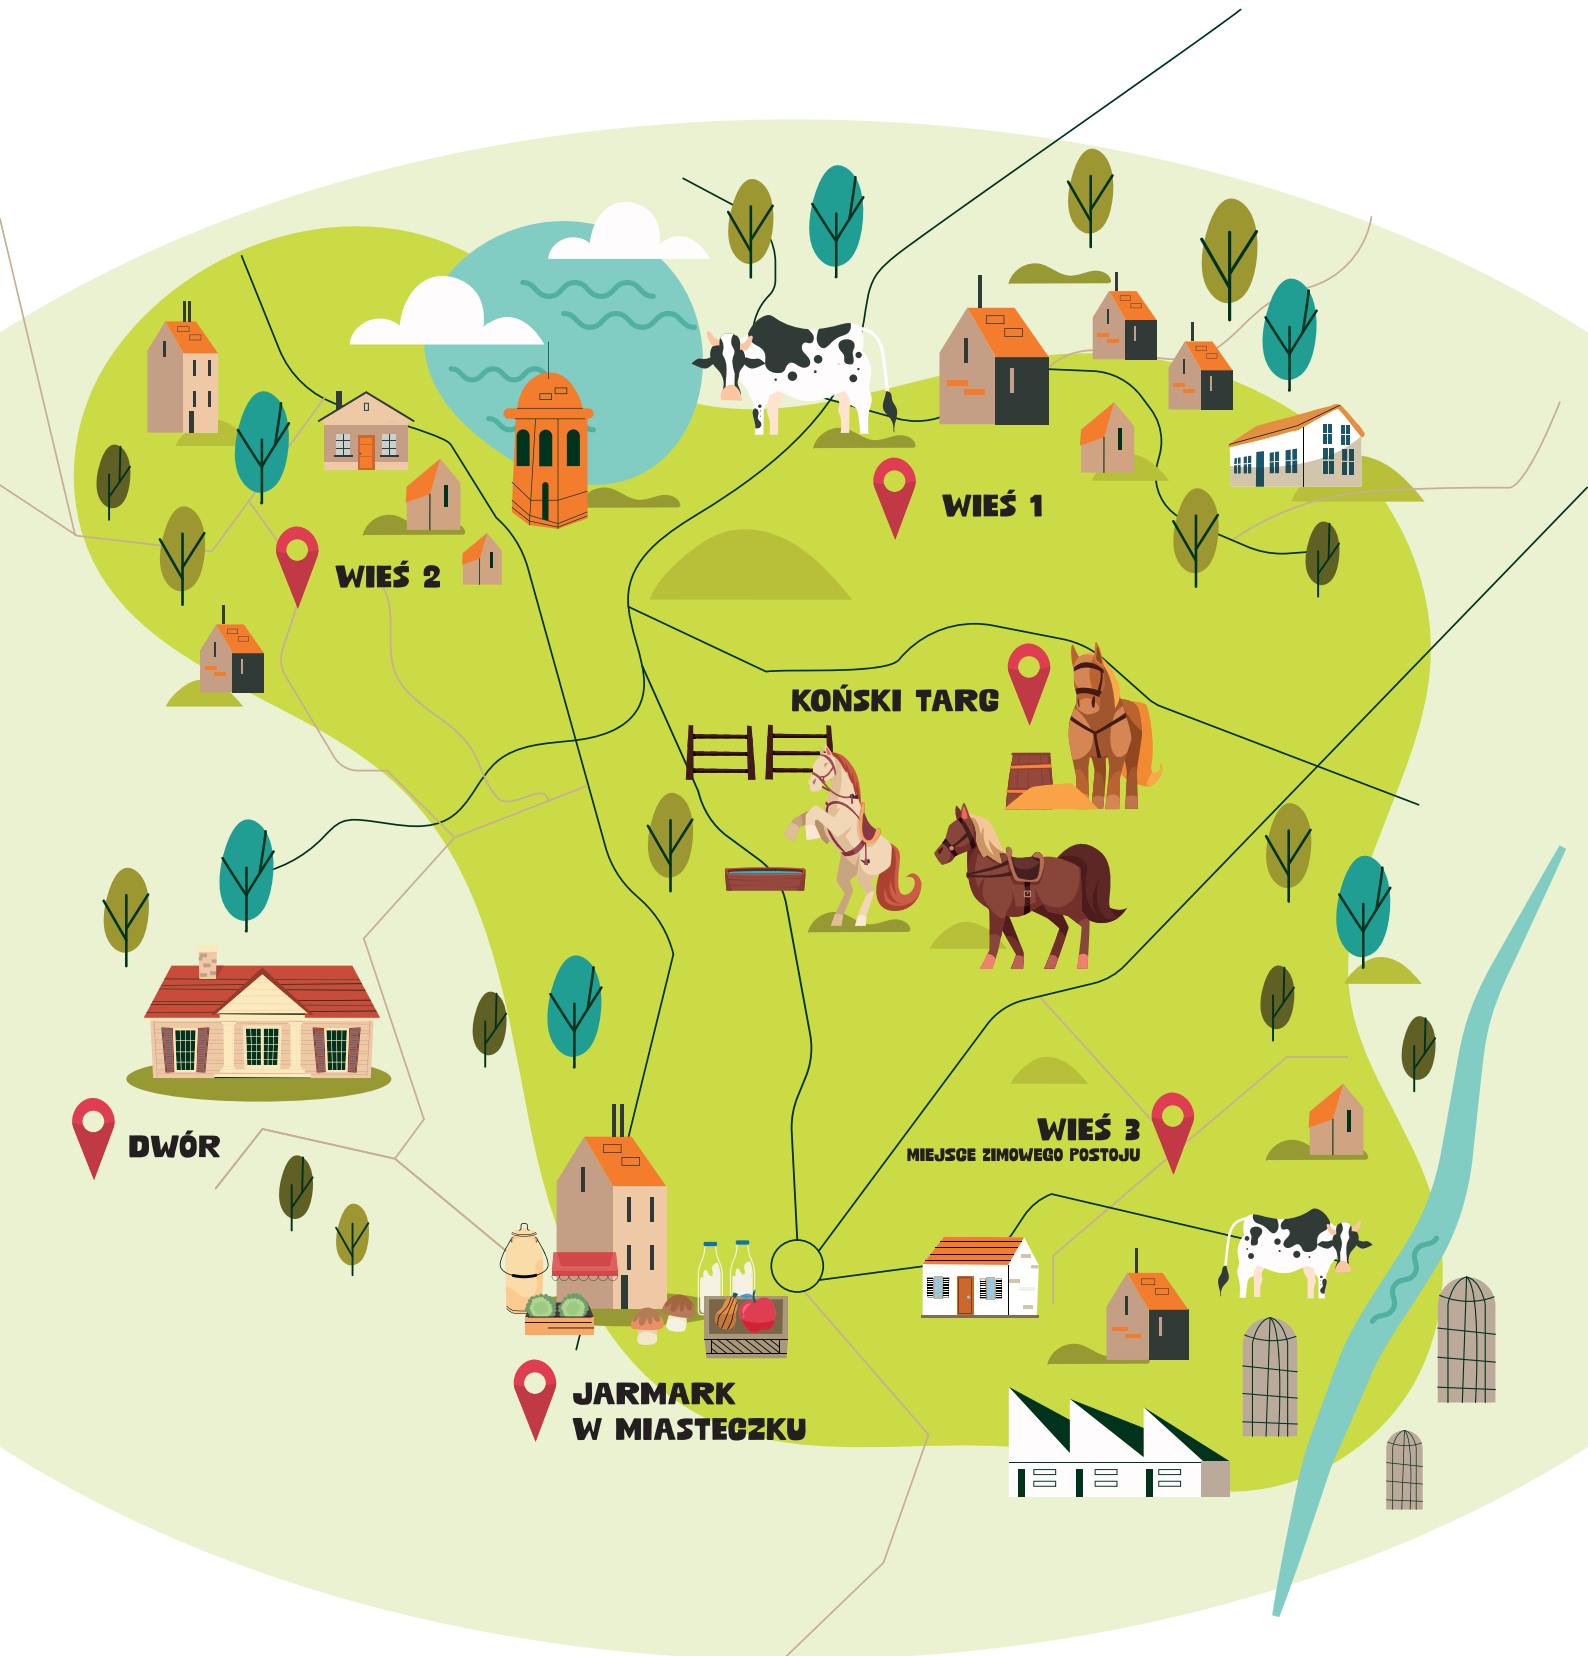 WIEŚ 1
WIEŚ 2
KOŃSKI TARG
WIEŚ 3
MIEJSCE ZIMOWEGO POSTOJU
DWÓR
JARMARK
W MIASTECZKU